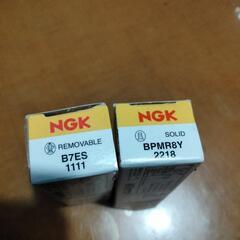 NGK
REMOVABLE
B7ES
1111
NGK
SOLID
BPMR8Y
2218